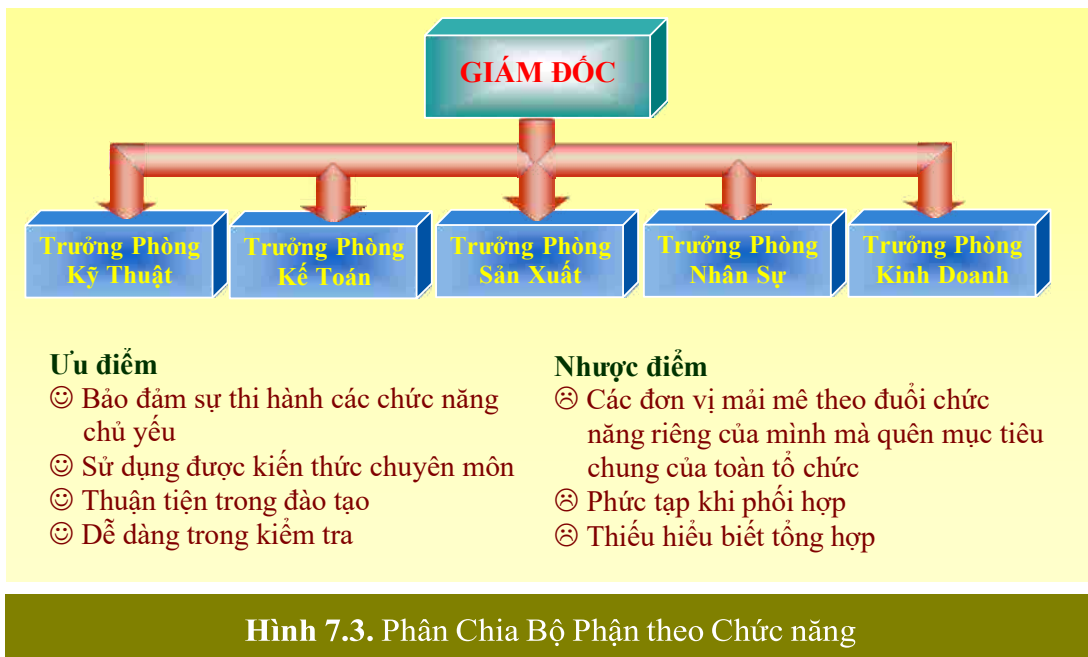 GIÁM ĐỐC
Trưởng Phòng
Kỹ Thuật
Trưởng Phòng
Kế Toán
Trưởng Phòng
Sản Xuất
Trưởng Phòng
Nhân Sự
Trưởng Phòng
Kinh Doanh
Ưu điểm
☺ Bảo đảm sự thi hành các chức năng
chủ yếu
☺ Sử dụng được kiến thức chuyên môn
☺ Thuận tiện trong đào tạo
☺ Dễ dàng trong kiểm tra
Nhược điểm
☹ Các đơn vị mải mê theo đuổi chức
năng riêng của mình mà quên mục tiêu
chung của toàn tổ chức
☹ Phức tạp khi phối hợp
☹ Thiếu hiểu biết tổng hợp
Hình 7.3. Phân Chia Bộ Phận theo Chức năng